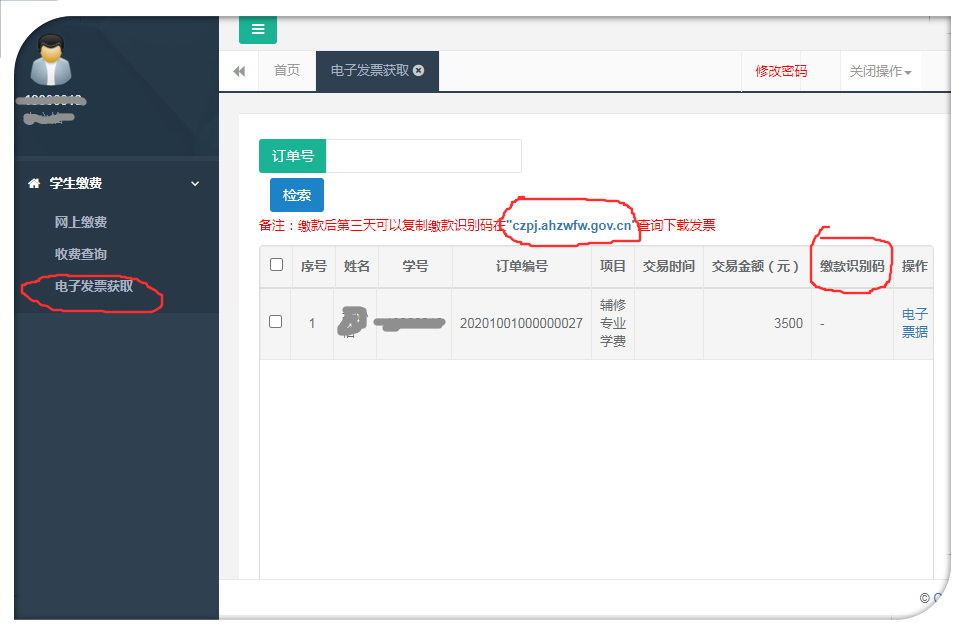 首页
电子发票获取
修改密码
关闭操作
学生缴费
网上缴费
收费查询
电子发票获取
订单号
检索
备注：缴款后第三天可以复制缴款识别码在"czpj.ahzwfw.gov.cn"查询下载发票
序号 姓名 学号 订单编号 项目 交易时间 交易金额（元） 缴款识别码 操作
1 20201001000000027 辅修专业学费 3500 - 电子票据
©